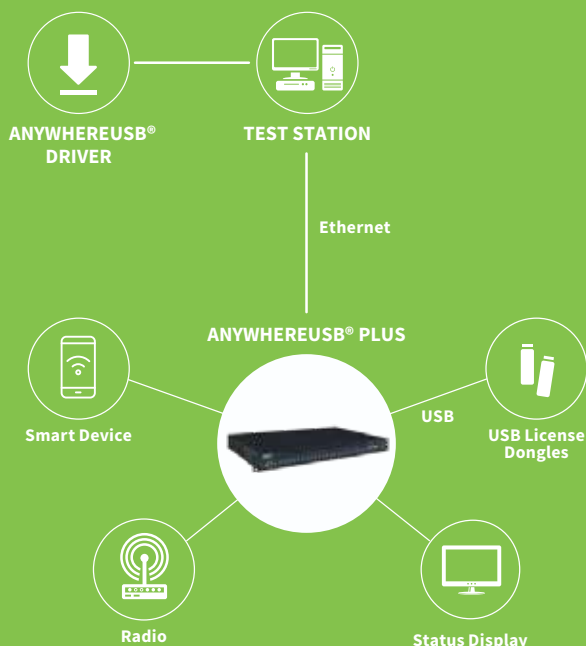 ANYWHEREUSB®
DRIVER
TEST STATION
Ethernet
ANYWHEREUSB® PLUS
Smart Device
USB
USB License
Dongles
Radio
Status Display